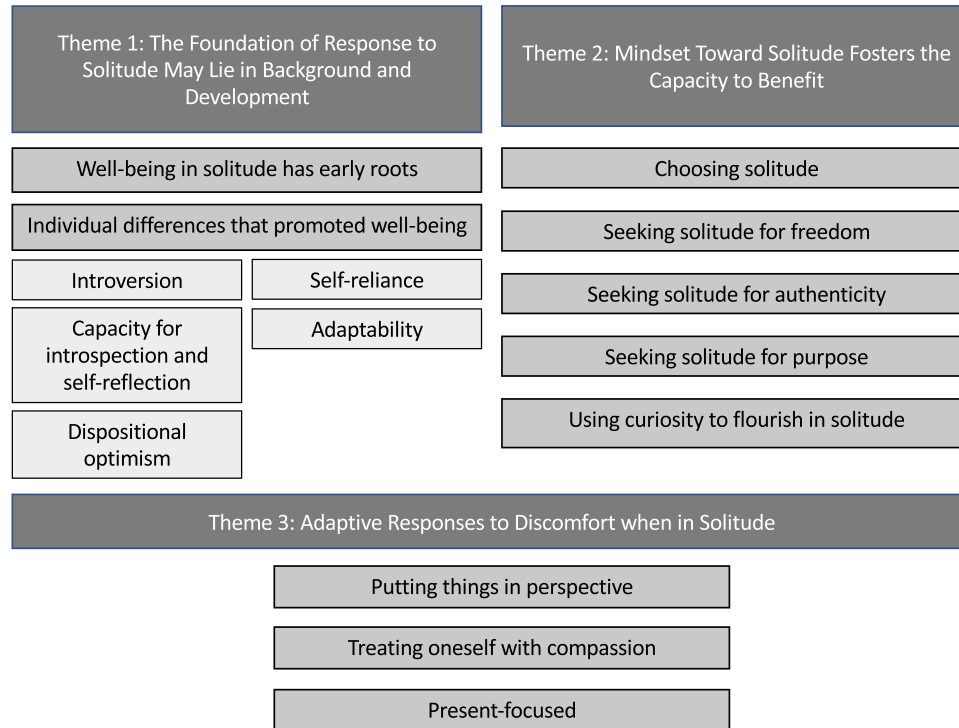 Theme 1: The Foundation of Response to
Solitude May Lie in Background and
Development
Well-being in solitude has early roots
Individual differences that promoted well-being
Introversion
Self-reliance
Capacity for
introspection and
self-reflection
Adaptability
Dispositional
optimism
Theme 2: Mindset Toward Solitude Fosters the
Capacity to Benefit
Choosing solitude
Seeking solitude for freedom
Seeking solitude for authenticity
Seeking solitude for purpose
Using curiosity to flourish in solitude
Theme 3: Adaptive Responses to Discomfort when in Solitude
Putting things in perspective
Treating oneself with compassion
Present-focused